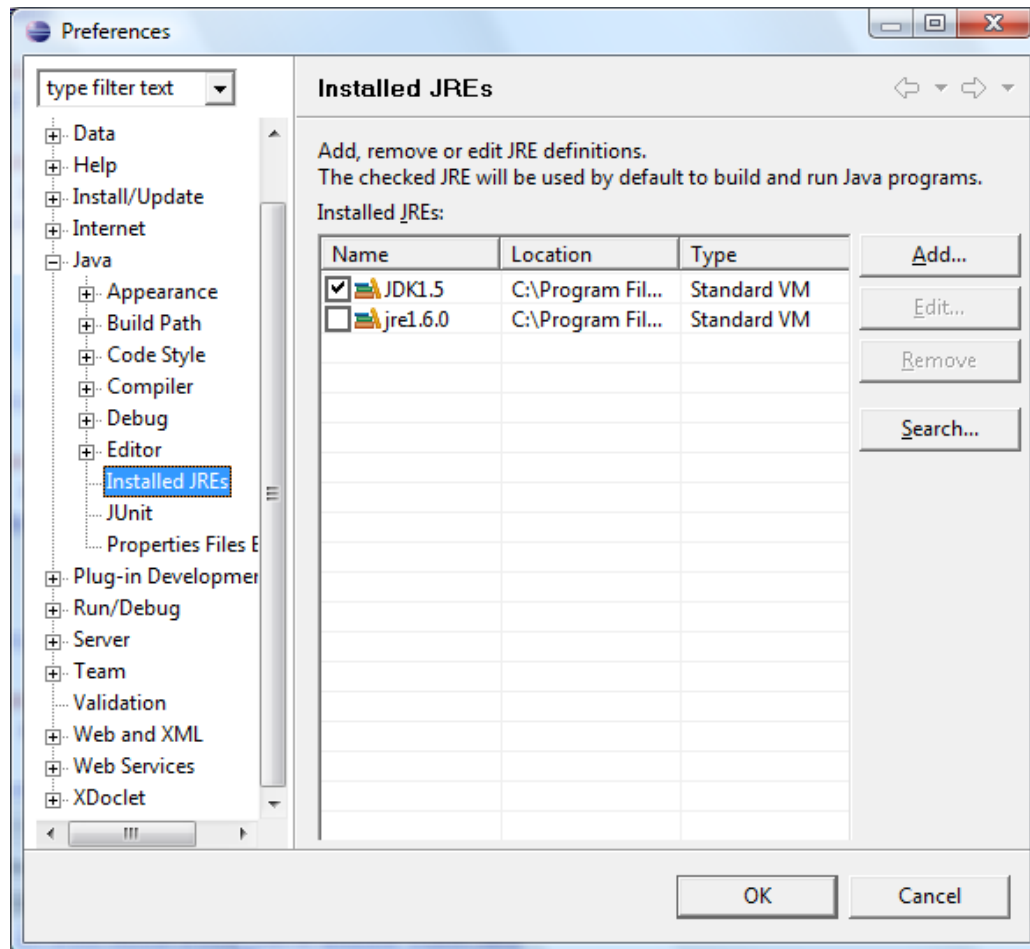 Preferences
type filter text
Data
Help
Install/Update
Internet
Java
Appearance
Build Path
Code Style
Compiler
Debug
Editor
Installed JREs
JUnit
Properties Files E
Plug-in Developmer
Run/Debug
Server
Team
Validation
Web and XML
Web Services
XDoclet
Installed JREs
Add, remove or edit JRE definitions.
The checked JRE will be used by default to build and run Java programs.
Installed JREs:
Name Location Type
JDK1.5 C:\Program Fil... Standard VM
jre1.6.0 C:\Program Fil... Standard VM
Add...
Edit...
Remove
Search...
OK Cancel